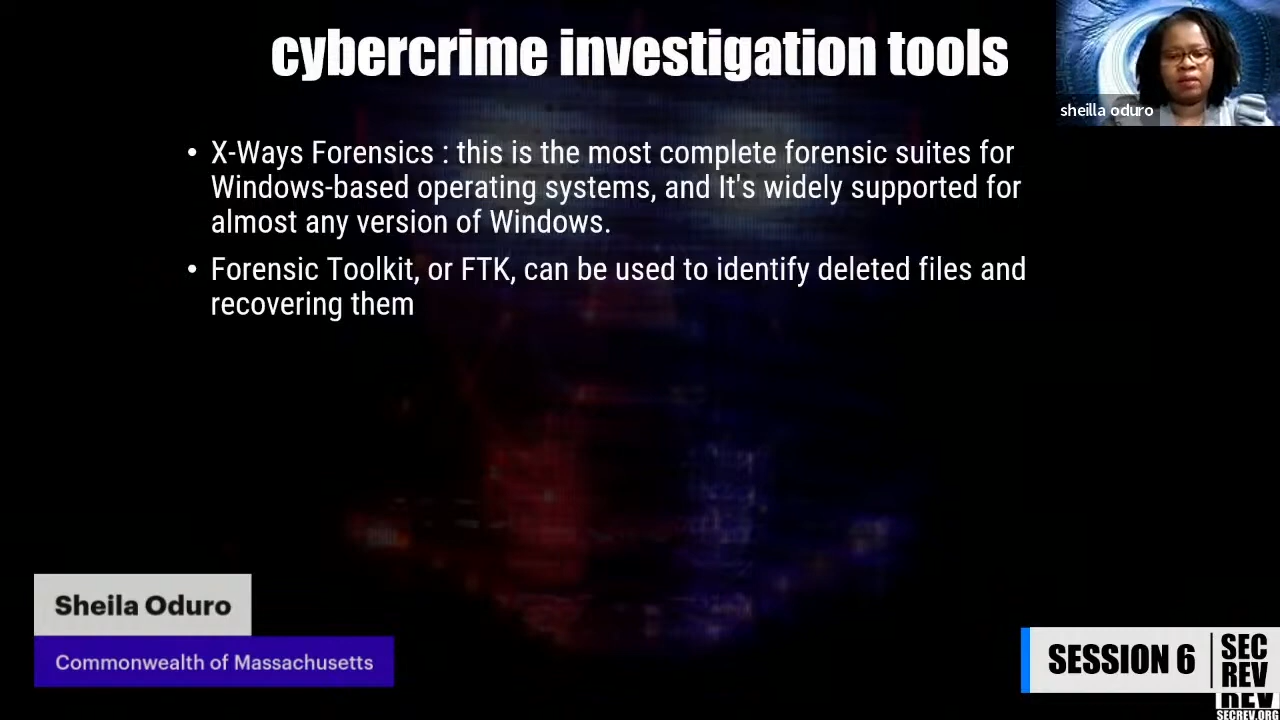 cybercrime investigation tools
sheilla oduro
• X-Ways Forensics : this is the most complete forensic suites for
Windows-based operating systems, and It's widely supported for
almost any version of Windows.
• Forensic Toolkit, or FTK, can be used to identify deleted files and
recovering them
Sheila Oduro
Commonwealth of Massachusetts
SESSION 6
SEC
REV
SECREV.ORG